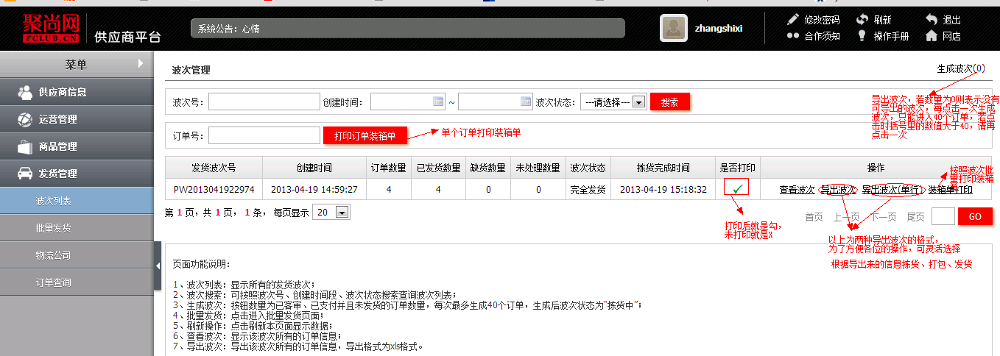 聚尚网
FCLUB.CN
供应商平台
系统公告：心情
zhangshixi
修改密码
刷新
退出
合作须知
操作手册
网店
菜单
供应商信息
运营管理
商品管理
发货管理
波次列表
批量发货
物流公司
订单查询
波次管理
生成波次(0)
波次号：
创建时间：
~
波次状态：
---请选择---
搜索
导出波次，若数量为0则表示没有
可导出的波次，每点击一次生成
波次，只能进入40个订单，若点
击时括号里的数值大于40，请再
点击一次
订单号：
打印订单装箱单
单个订单打印装箱单
发货波次号 创建时间 订单数量 已发货数量 缺货数量 未处理数量 波次状态 拣货完成时间 是否打印 操作
PW2013041922974 2013-04-19 14:59:27 4 4 0 0 完全发货 2013-04-19 15:18:32 查看波次 导出波次 导出波次(单行) 装箱单打印
按照波次批
量打印装箱
第 1 页，共 1 页， 1 条， 每页显示 20
首页 上一页 下一页 尾页 GO
打印后就是勾，
未打印就是X
以上为两种导出波次的格式，
为了方便各位的操作，可灵活选择
根据导出来的信息拣货、打包、发货
页面功能说明：
1、波次列表：显示所有的发货波次；
2、波次搜索：可按照波次号、创建时间段、波次状态搜索查询波次列表；
3、生成波次：按钮数量为已客审、已支付并且未发货的订单数量，每次最多生成40个订单，生成后波次状态为“拣货中”；
4、批量发货：点击进入批量发货页面；
5、刷新操作：点击刷新本页面显示数据；
6、查看波次：显示该波次所有的订单信息；
7、导出波次：导出该波次所有的订单信息，导出格式为xls格式。